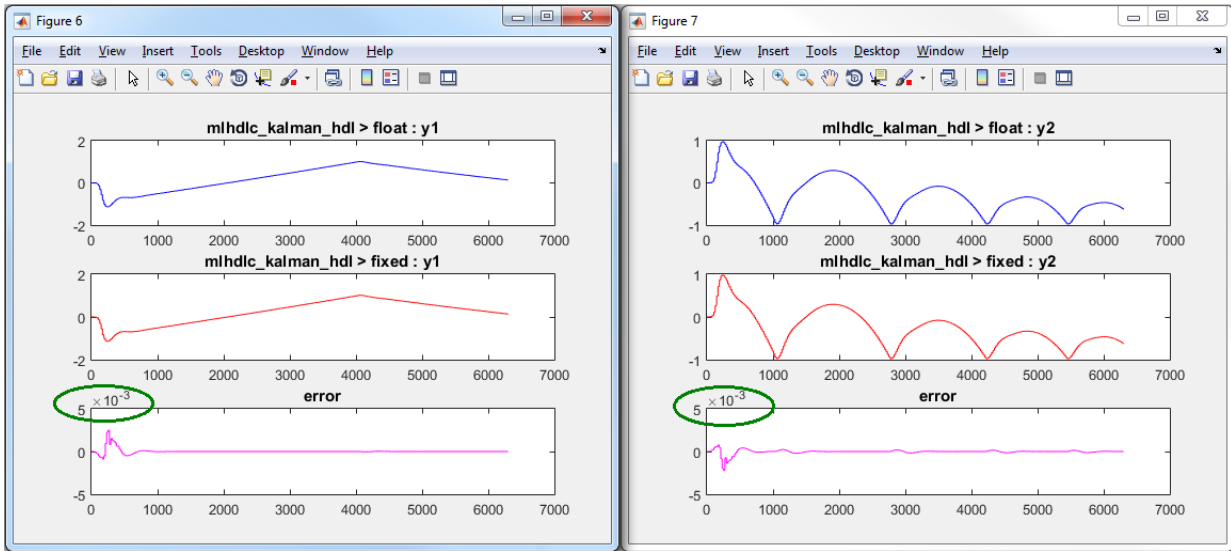 Figure 6
File Edit View Insert Tools Desktop Window Help
mlhdlc_kalman_hdl > float : y1
2
0
-2
0 1000 2000 3000 4000 5000 6000 7000
mlhdlc_kalman_hdl > fixed : y1
2
0
-2
0 1000 2000 3000 4000 5000 6000 7000
error
×10-3
5
0
-5
0 1000 2000 3000 4000 5000 6000 7000
Figure 7
File Edit View Insert Tools Desktop Window Help
mlhdlc_kalman_hdl > float : y2
1
0
-1
0 1000 2000 3000 4000 5000 6000 7000
mlhdlc_kalman_hdl > fixed : y2
1
0
-1
0 1000 2000 3000 4000 5000 6000 7000
error
×10-3
5
0
-5
0 1000 2000 3000 4000 5000 6000 7000